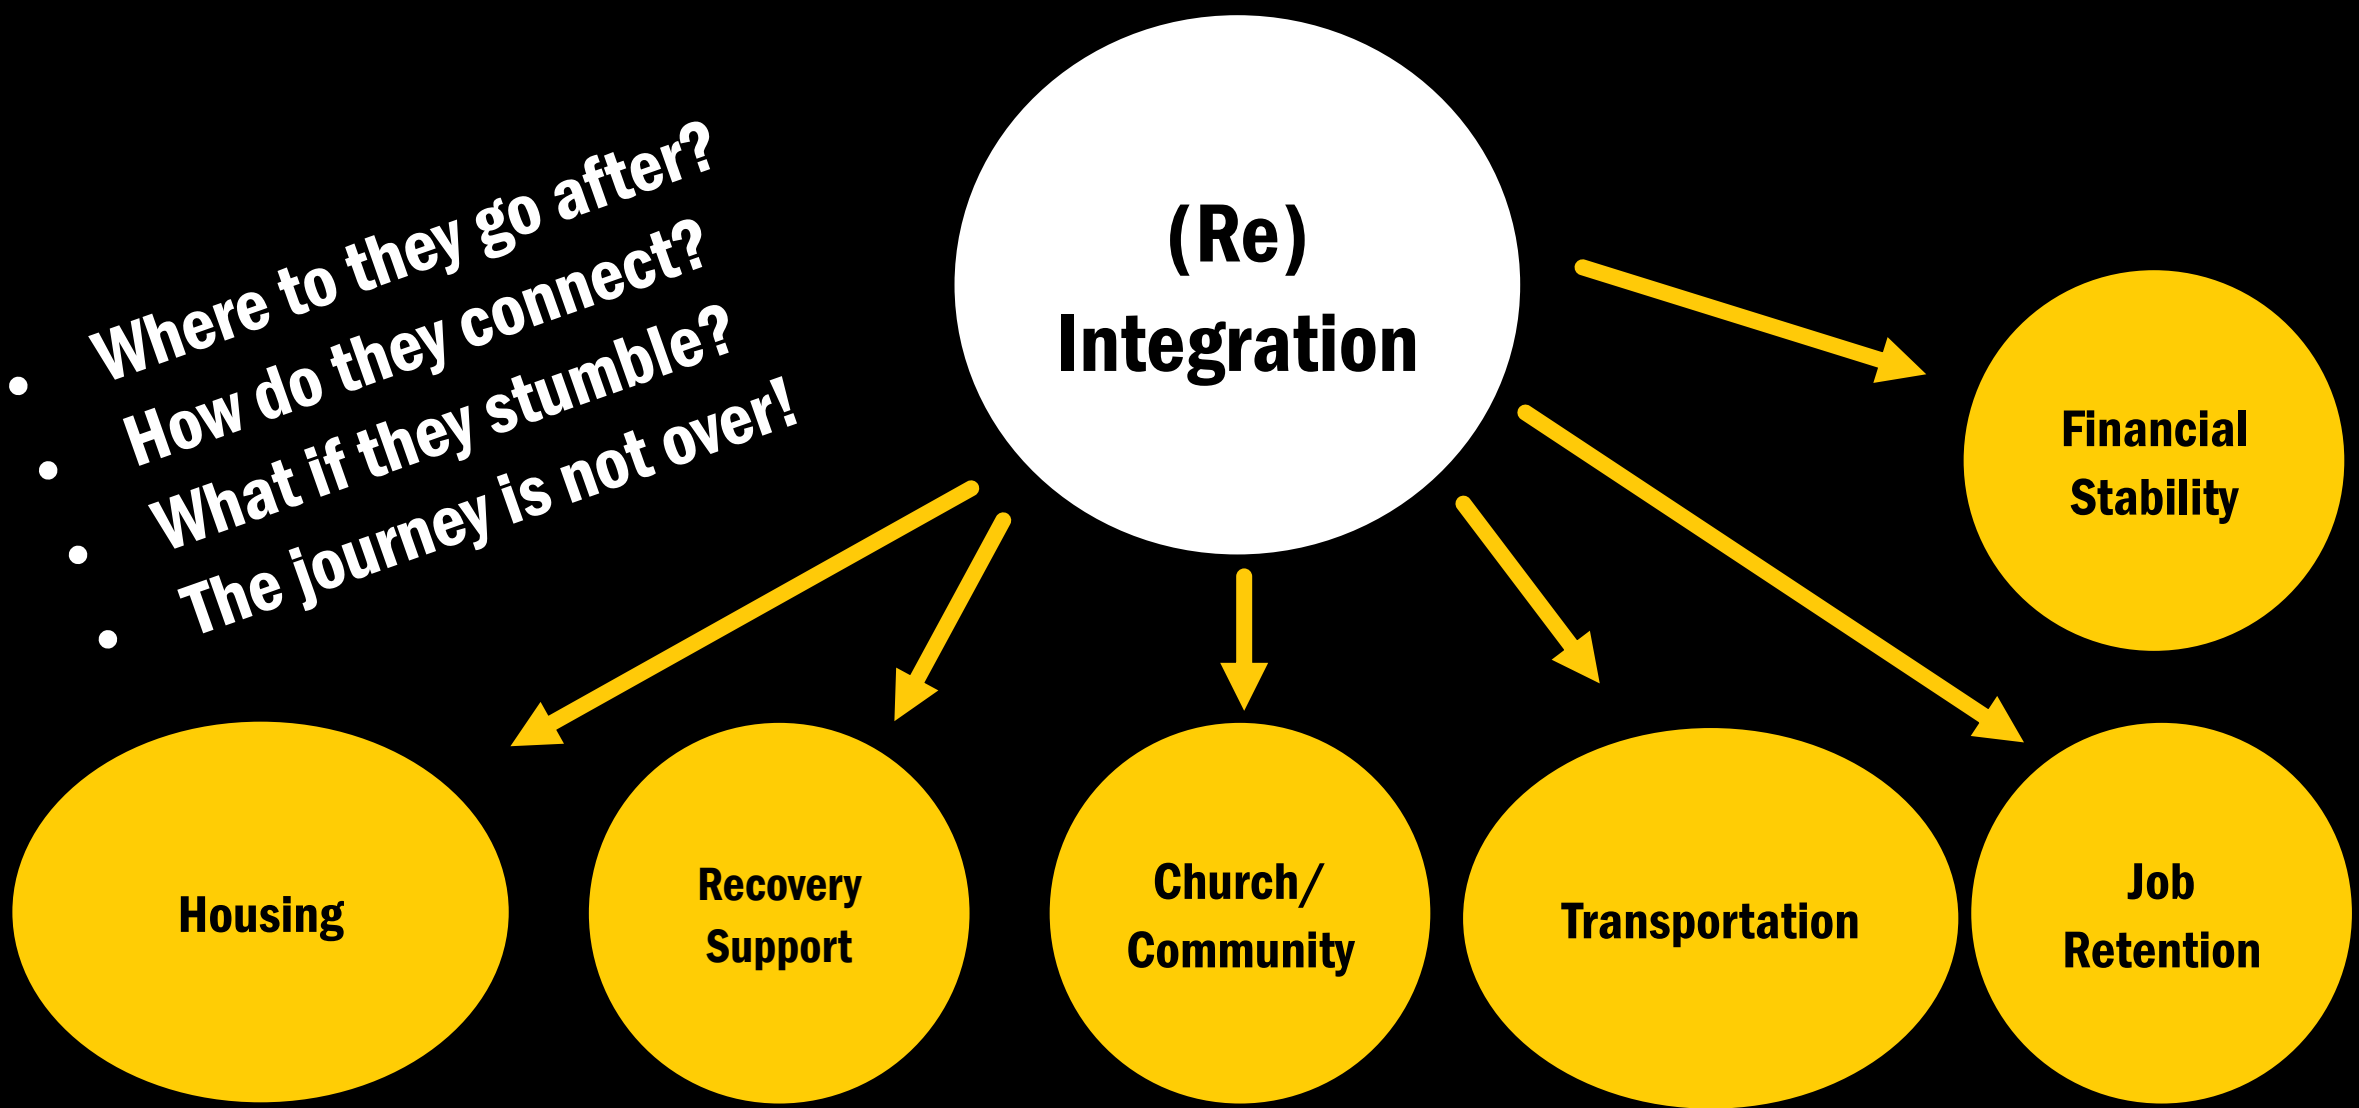 • Where to they go after?
• How do they connect?
• What if they stumble?
• The journey is not over!
(Re)
Integration
Financial
Stability
Housing
Recovery
Support
Church/
Community
Transportation
Job
Retention